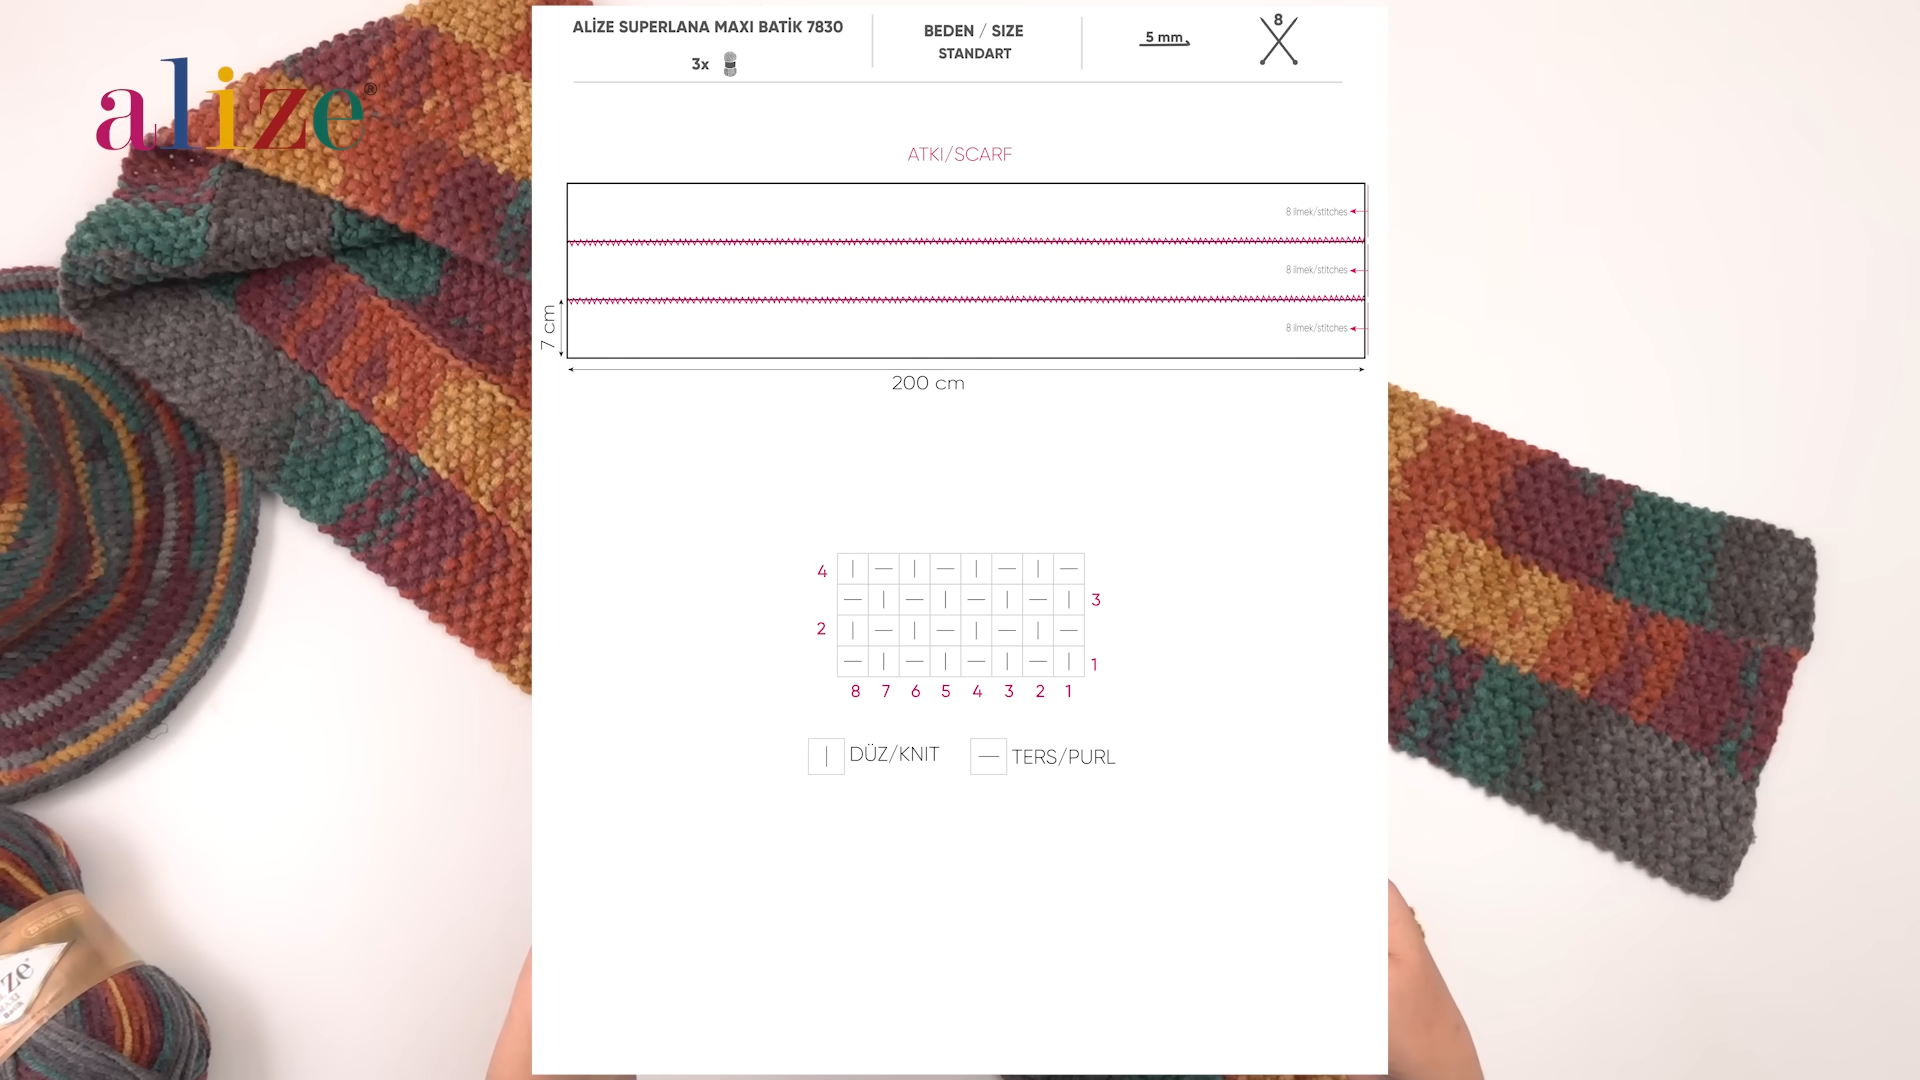 alize®
ALİZE SUPERLANA MAXI BATİK 7830
3x
BEDEN / SIZE
STANDART
5 mm
8
ATKI/SCARF
8 ilmek/stitches
8 ilmek/stitches
8 ilmek/stitches
7 cm
200 cm
4
3
2
1
8 7 6 5 4 3 2 1
DÜZ/KNIT
TERS/PURL